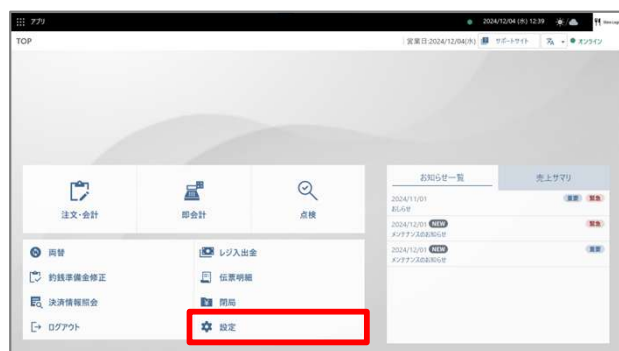 アプリ
2024/12/04 (水) 12:39
TOP
営業日:2024/12/04(水)
サポートサイト
オンライン
注文・会計
即会計
点検
両替
レジ入出金
釣銭準備金修正
伝票明細
決済情報照会
閉局
ログアウト
設定
お知らせ一覧
売上サマリ
2024/11/01
重要 緊急
おしらせ
2024/12/01 NEW
緊急
メンテナンスのお知らせ
2024/12/01 NEW
重要
メンテナンスのお知らせ